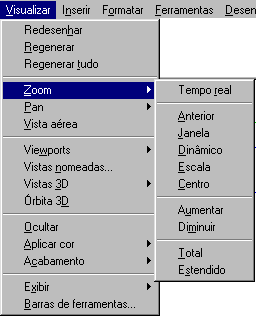 Visualizar Inserir Formatar Ferramentas Desen
Redesenhar
Regenerar
Regenerar tudo
Zoom
Pan
Vista aérea
Viewports
Vistas nomeadas...
Vistas 3D
Órbita 3D
Ocultar
Aplicar cor
Acabamento
Exibir
Barras de ferramentas...
Tempo real
Anterior
Janela
Dinâmico
Escala
Centro
Aumentar
Diminuir
Total
Estendido